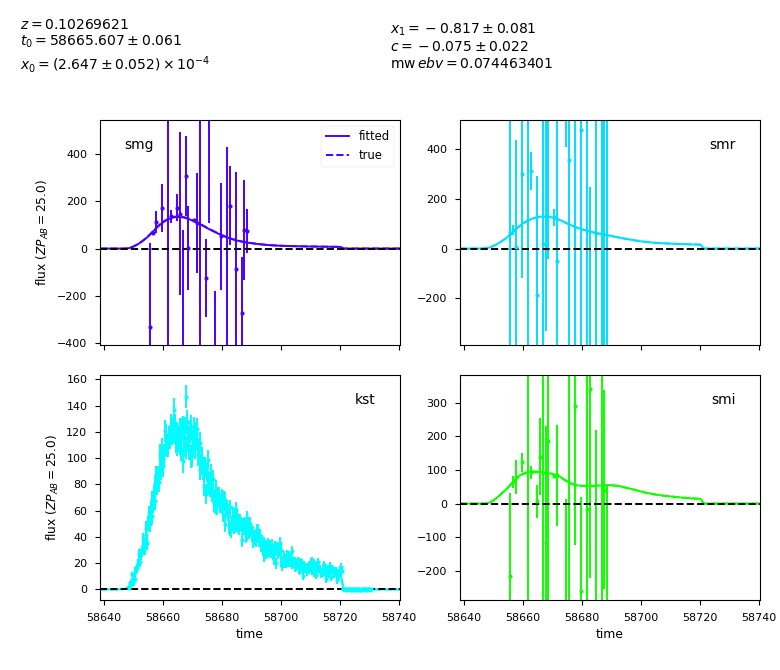 z = 0.10269621
t₀ = 58665.607 ± 0.061
x₀ = (2.647 ± 0.052) × 10⁻⁴
x₁ = −0.817 ± 0.081
c = −0.075 ± 0.022
mw ebv = 0.074463401
smg
fitted
true
400
200
0
−200
−400
flux (ZP_AB = 25.0)
smr
400
200
0
−200
kst
160
140
120
100
80
60
40
20
0
flux (ZP_AB = 25.0)
58640 58660 58680 58700 58720 58740
time
smi
300
200
100
0
−100
−200
58640 58660 58680 58700 58720 58740
time